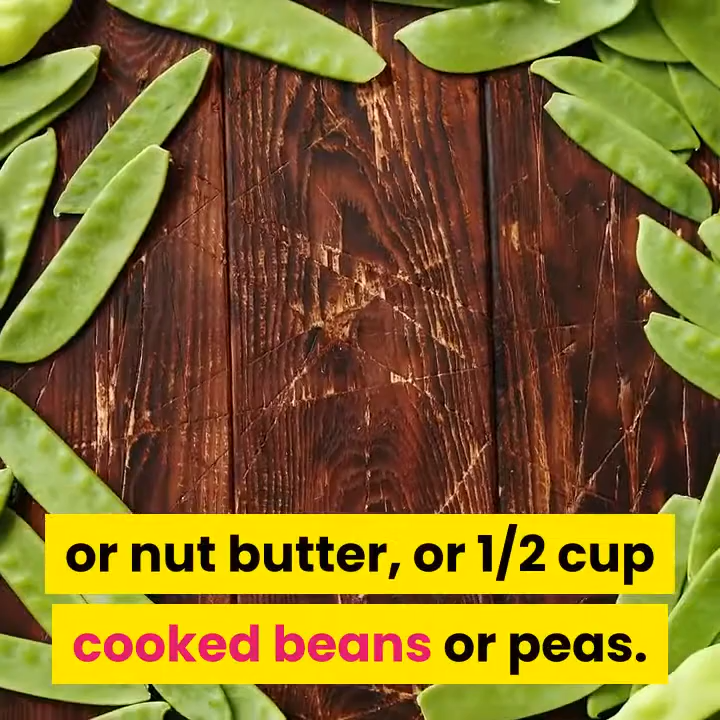 or nut butter, or 1/2 cup
cooked beans or peas.